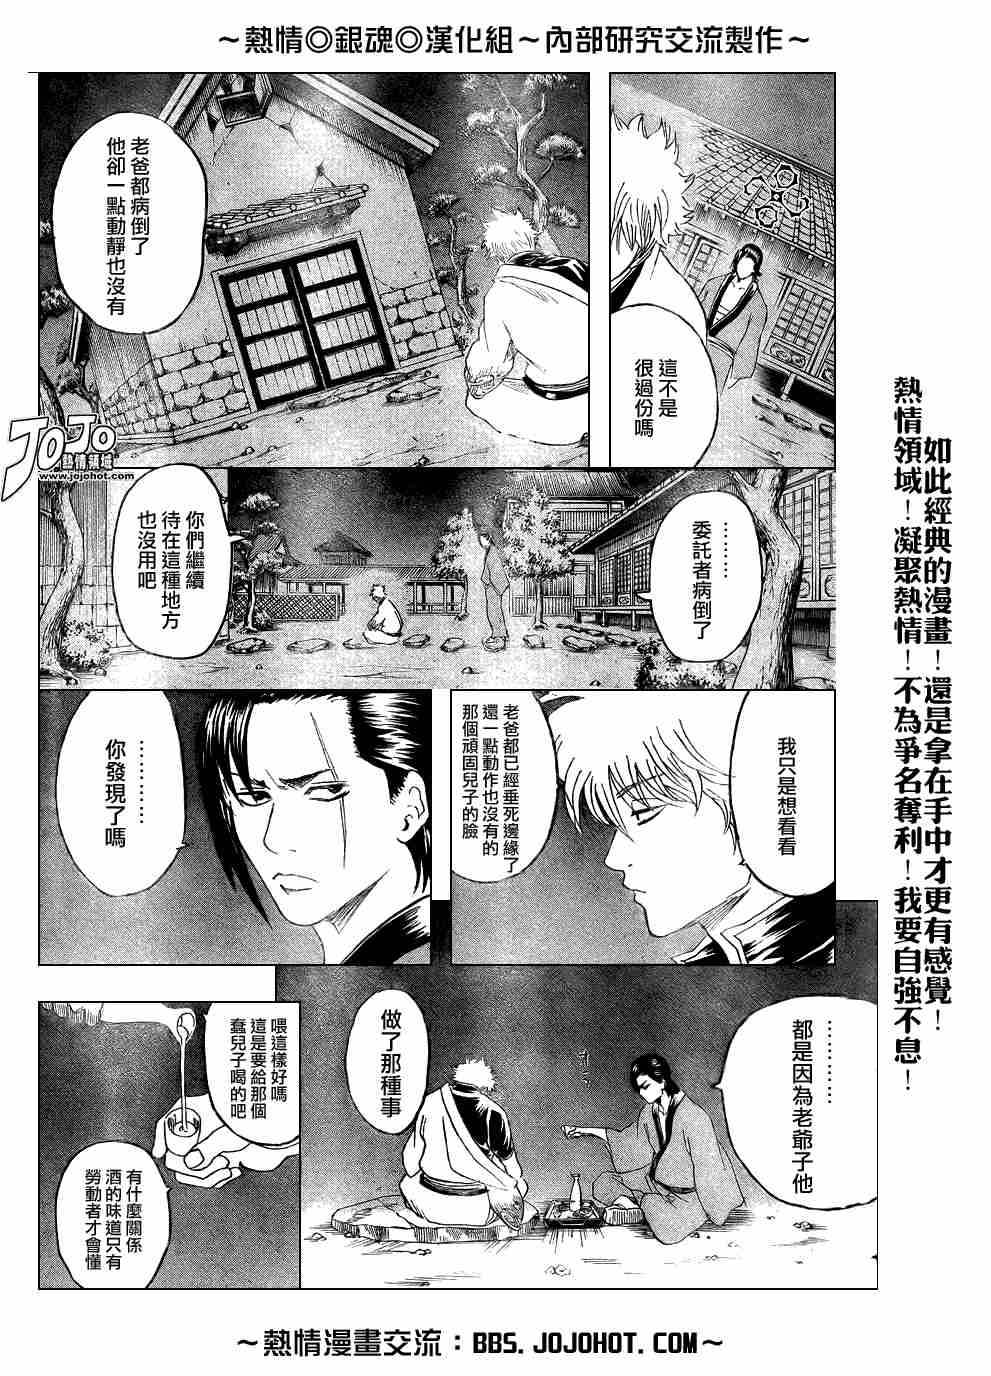 ～熱情◎銀魂◎漢化組～內部研究交流製作～
這不是
很過份嗎
老爸都病倒了
他卻一點動靜也沒有
JOJO
熱情領域
www.jojohot.com
………
委託者病倒了
你們繼續
待在這種地方
也沒用吧
我只是想看看
老爸都已經垂死邊緣了
還一點動作也沒有的
那個頑固兒子的臉
…………
你發現了嗎
…………
都是因為老爺子他
做了那種事
喂這樣好嗎
這是要給那個
蠢兒子喝的吧
有什麼關係
酒的味道只有
勞動者才會懂
如此經典的漫畫！還是拿在手中才更有感覺！
熱情領域！凝聚熱情！不為爭名奪利！我要自強不息！
～熱情漫畫交流：BBS.JOJOHOT.COM～